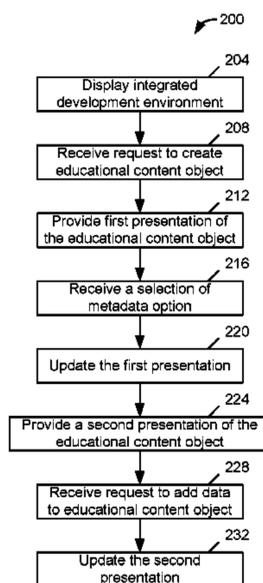 200
204
Display integrated
development environment
208
Receive request to create
educational content object
212
Provide first presentation of
the educational content object
216
Receive a selection of
metadata option
220
Update the first presentation
224
Provide a second presentation of the
educational content object
228
Receive request to add data
to educational content object
232
Update the second
presentation